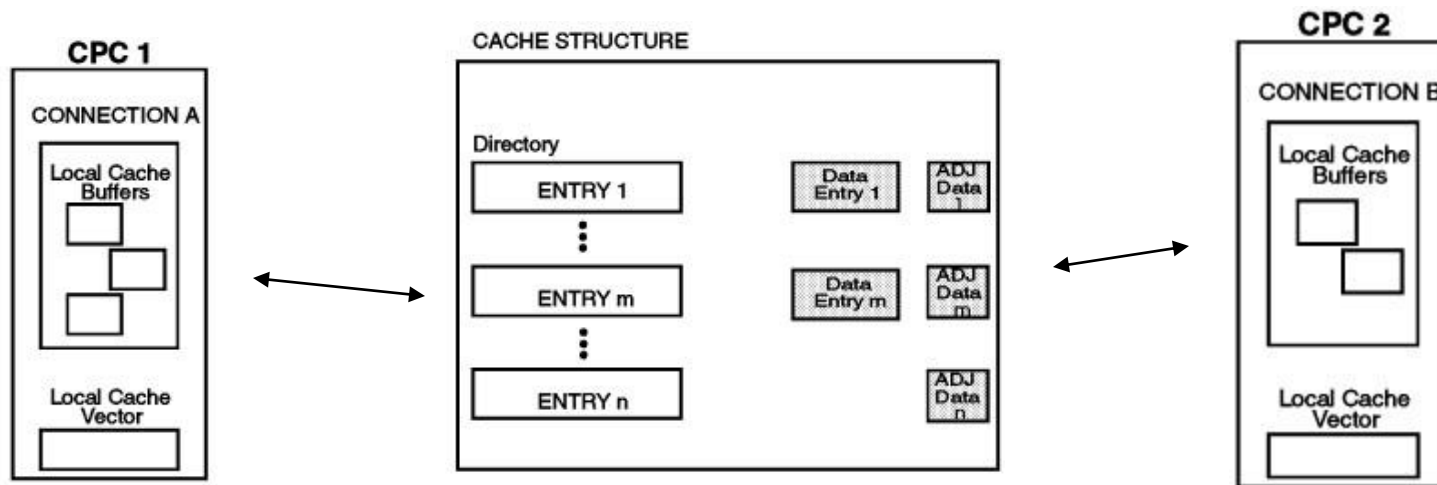 CPC 1
CONNECTION A
Local Cache
Buffers
Local Cache
Vector
CACHE STRUCTURE
Directory
ENTRY 1
Data
Entry 1
ADJ
Data
1
ENTRY m
Data
Entry m
ADJ
Data
m
ENTRY n
ADJ
Data
n
CPC 2
CONNECTION B
Local Cache
Buffers
Local Cache
Vector